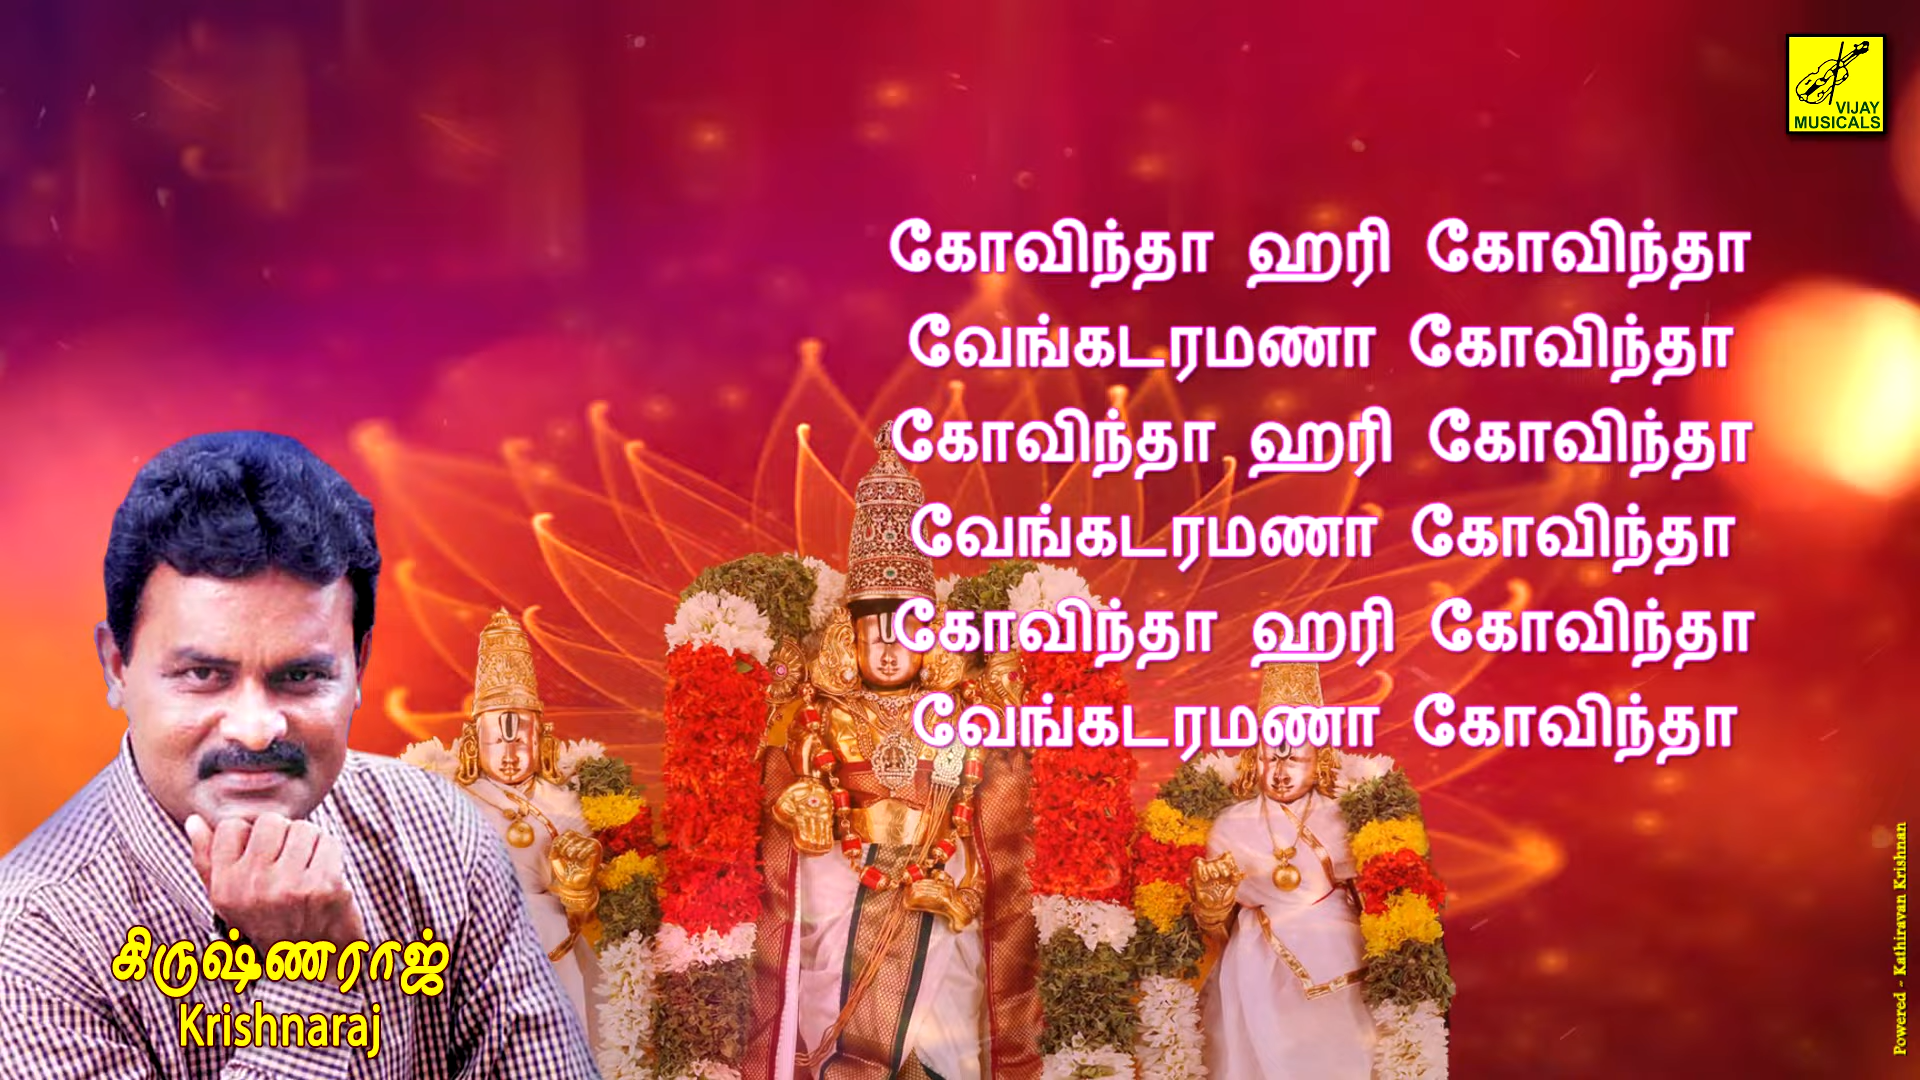 VIJAY
MUSICALS
கோவிந்தா ஹரி கோவிந்தா
வேங்கடரமணா கோவிந்தா
கோவிந்தா ஹரி கோவிந்தா
வேங்கடரமணா கோவிந்தா
கோவிந்தா ஹரி கோவிந்தா
வேங்கடரமணா கோவிந்தா
கிருஷ்ணராஜ்
Krishnaraj
Powered - Kathiravan Krishnan